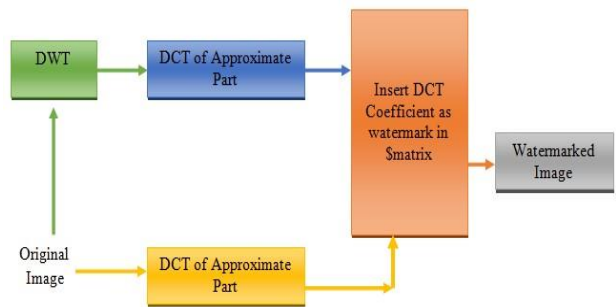 DWT
DCT of Approximate
Part
Insert DCT
Coefficient as
watermark in
$matrix
Watermarked
Image
Original
Image
DCT of Approximate
Part